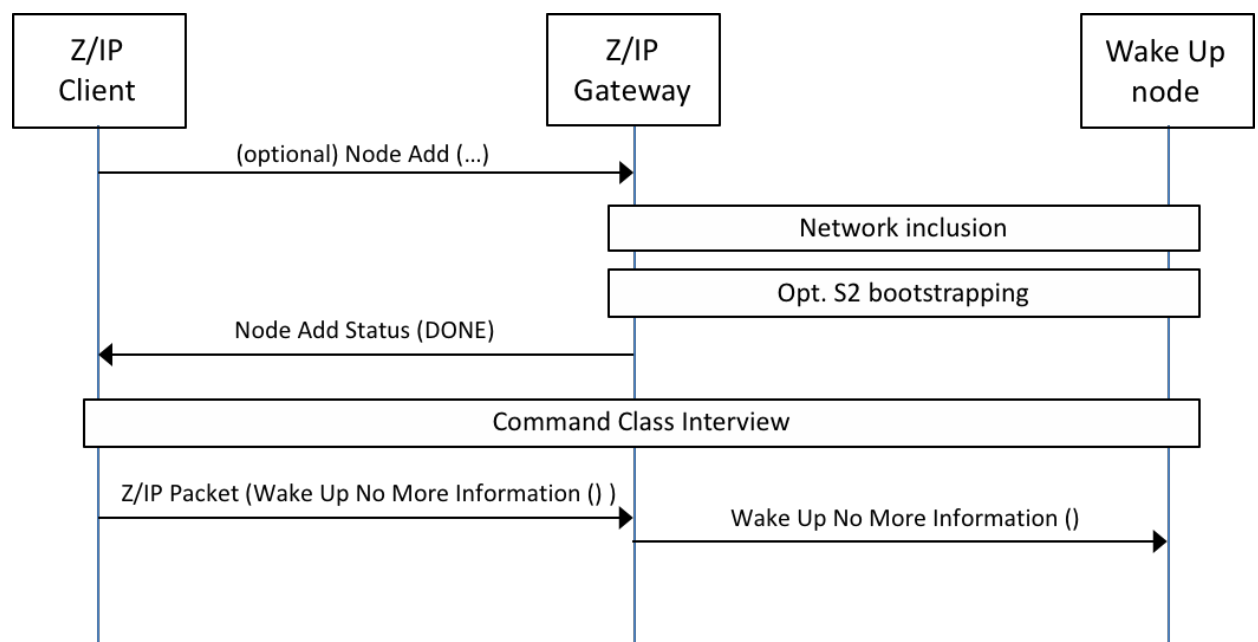 Z/IP
Client
Z/IP
Gateway
Wake Up
node
(optional) Node Add (...)
Network inclusion
Opt. S2 bootstrapping
Node Add Status (DONE)
Command Class Interview
Z/IP Packet (Wake Up No More Information () )
Wake Up No More Information ()